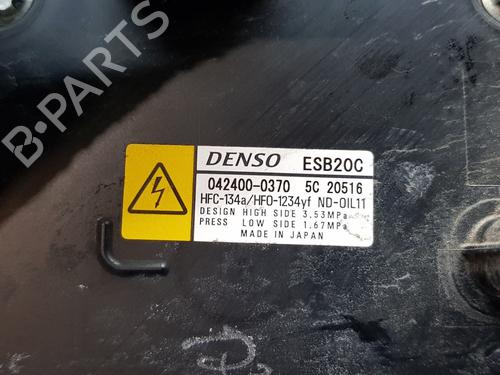 B-Parts
DENSO ESB20C
042400-0370 5C 20516
HFC-134a/HFO-1234yf ND-OIL11
DESIGN HIGH SIDE 3.53MPa
PRESS LOW SIDE 1.67MPa
MADE IN JAPAN